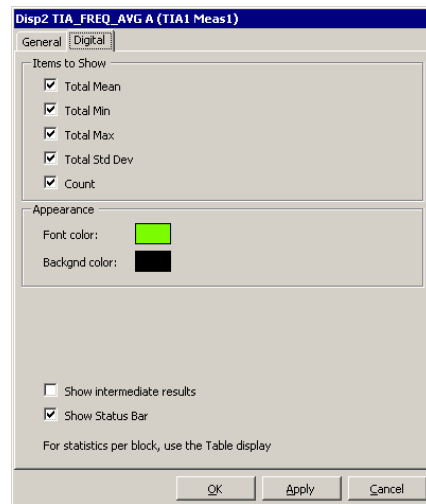 Disp2 TIA_FREQ_AVG A (TIA1 Meas1)
General Digital
Items to Show
Total Mean
Total Min
Total Max
Total Std Dev
Count
Appearance
Font color:
Backgnd color:
Show intermediate results
Show Status Bar
For statistics per block, use the Table display
OK Apply Cancel